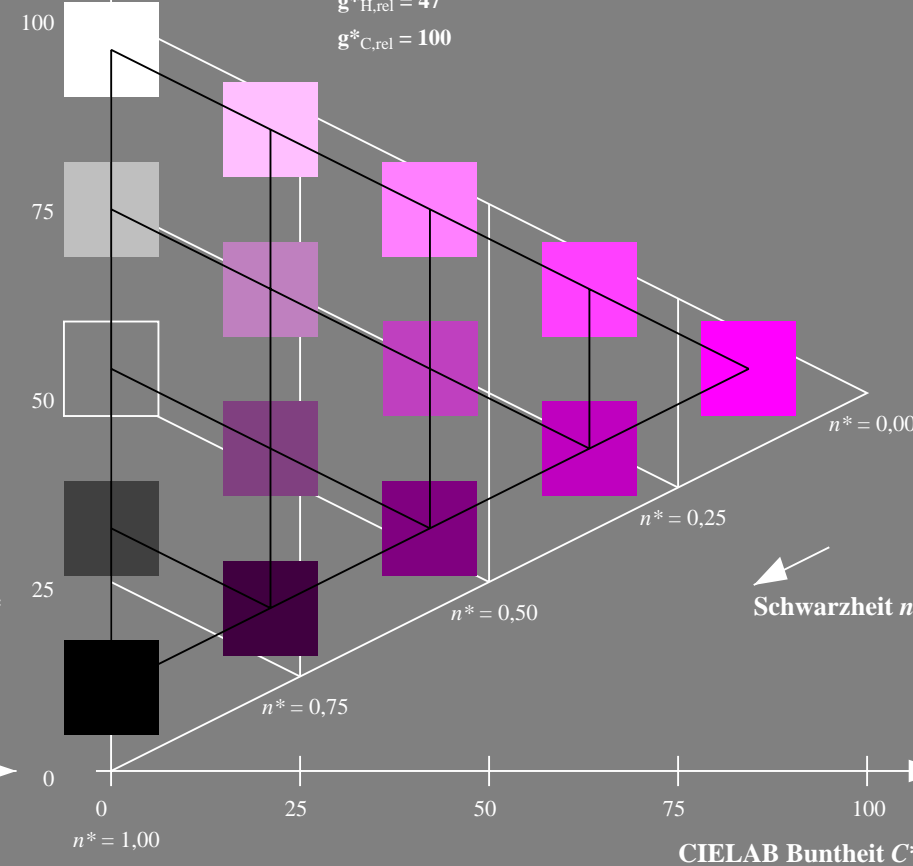 g*H,rel = 47
g*C,rel = 100
100
75
50
25
0
n* = 0,00
n* = 0,25
n* = 0,50
n* = 0,75
Schwarzheit n
0
25
50
75
100
n* = 1,00
CIELAB Buntheit C*